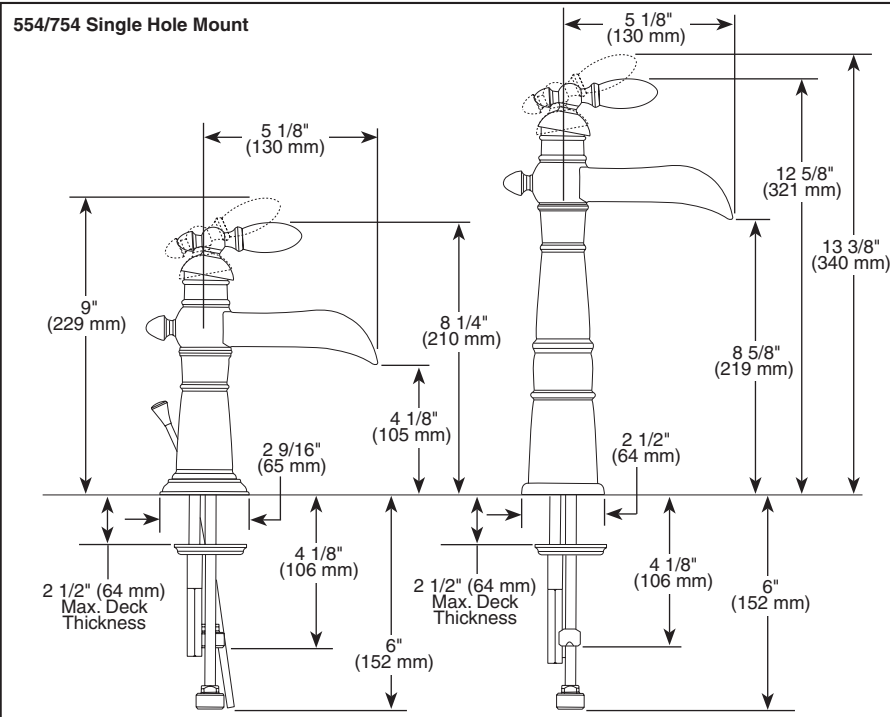 554/754 Single Hole Mount
5 1/8"
(130 mm)
5 1/8"
(130 mm)
12 5/8"
(321 mm)
13 3/8"
(340 mm)
9"
(229 mm)
8 1/4"
(210 mm)
8 5/8"
(219 mm)
4 1/8"
(105 mm)
2 9/16"
(65 mm)
2 1/2"
(64 mm)
4 1/8"
(106 mm)
4 1/8"
(106 mm)
2 1/2" (64 mm)
Max. Deck
Thickness
2 1/2" (64 mm)
Max. Deck
Thickness
6"
(152 mm)
6"
(152 mm)